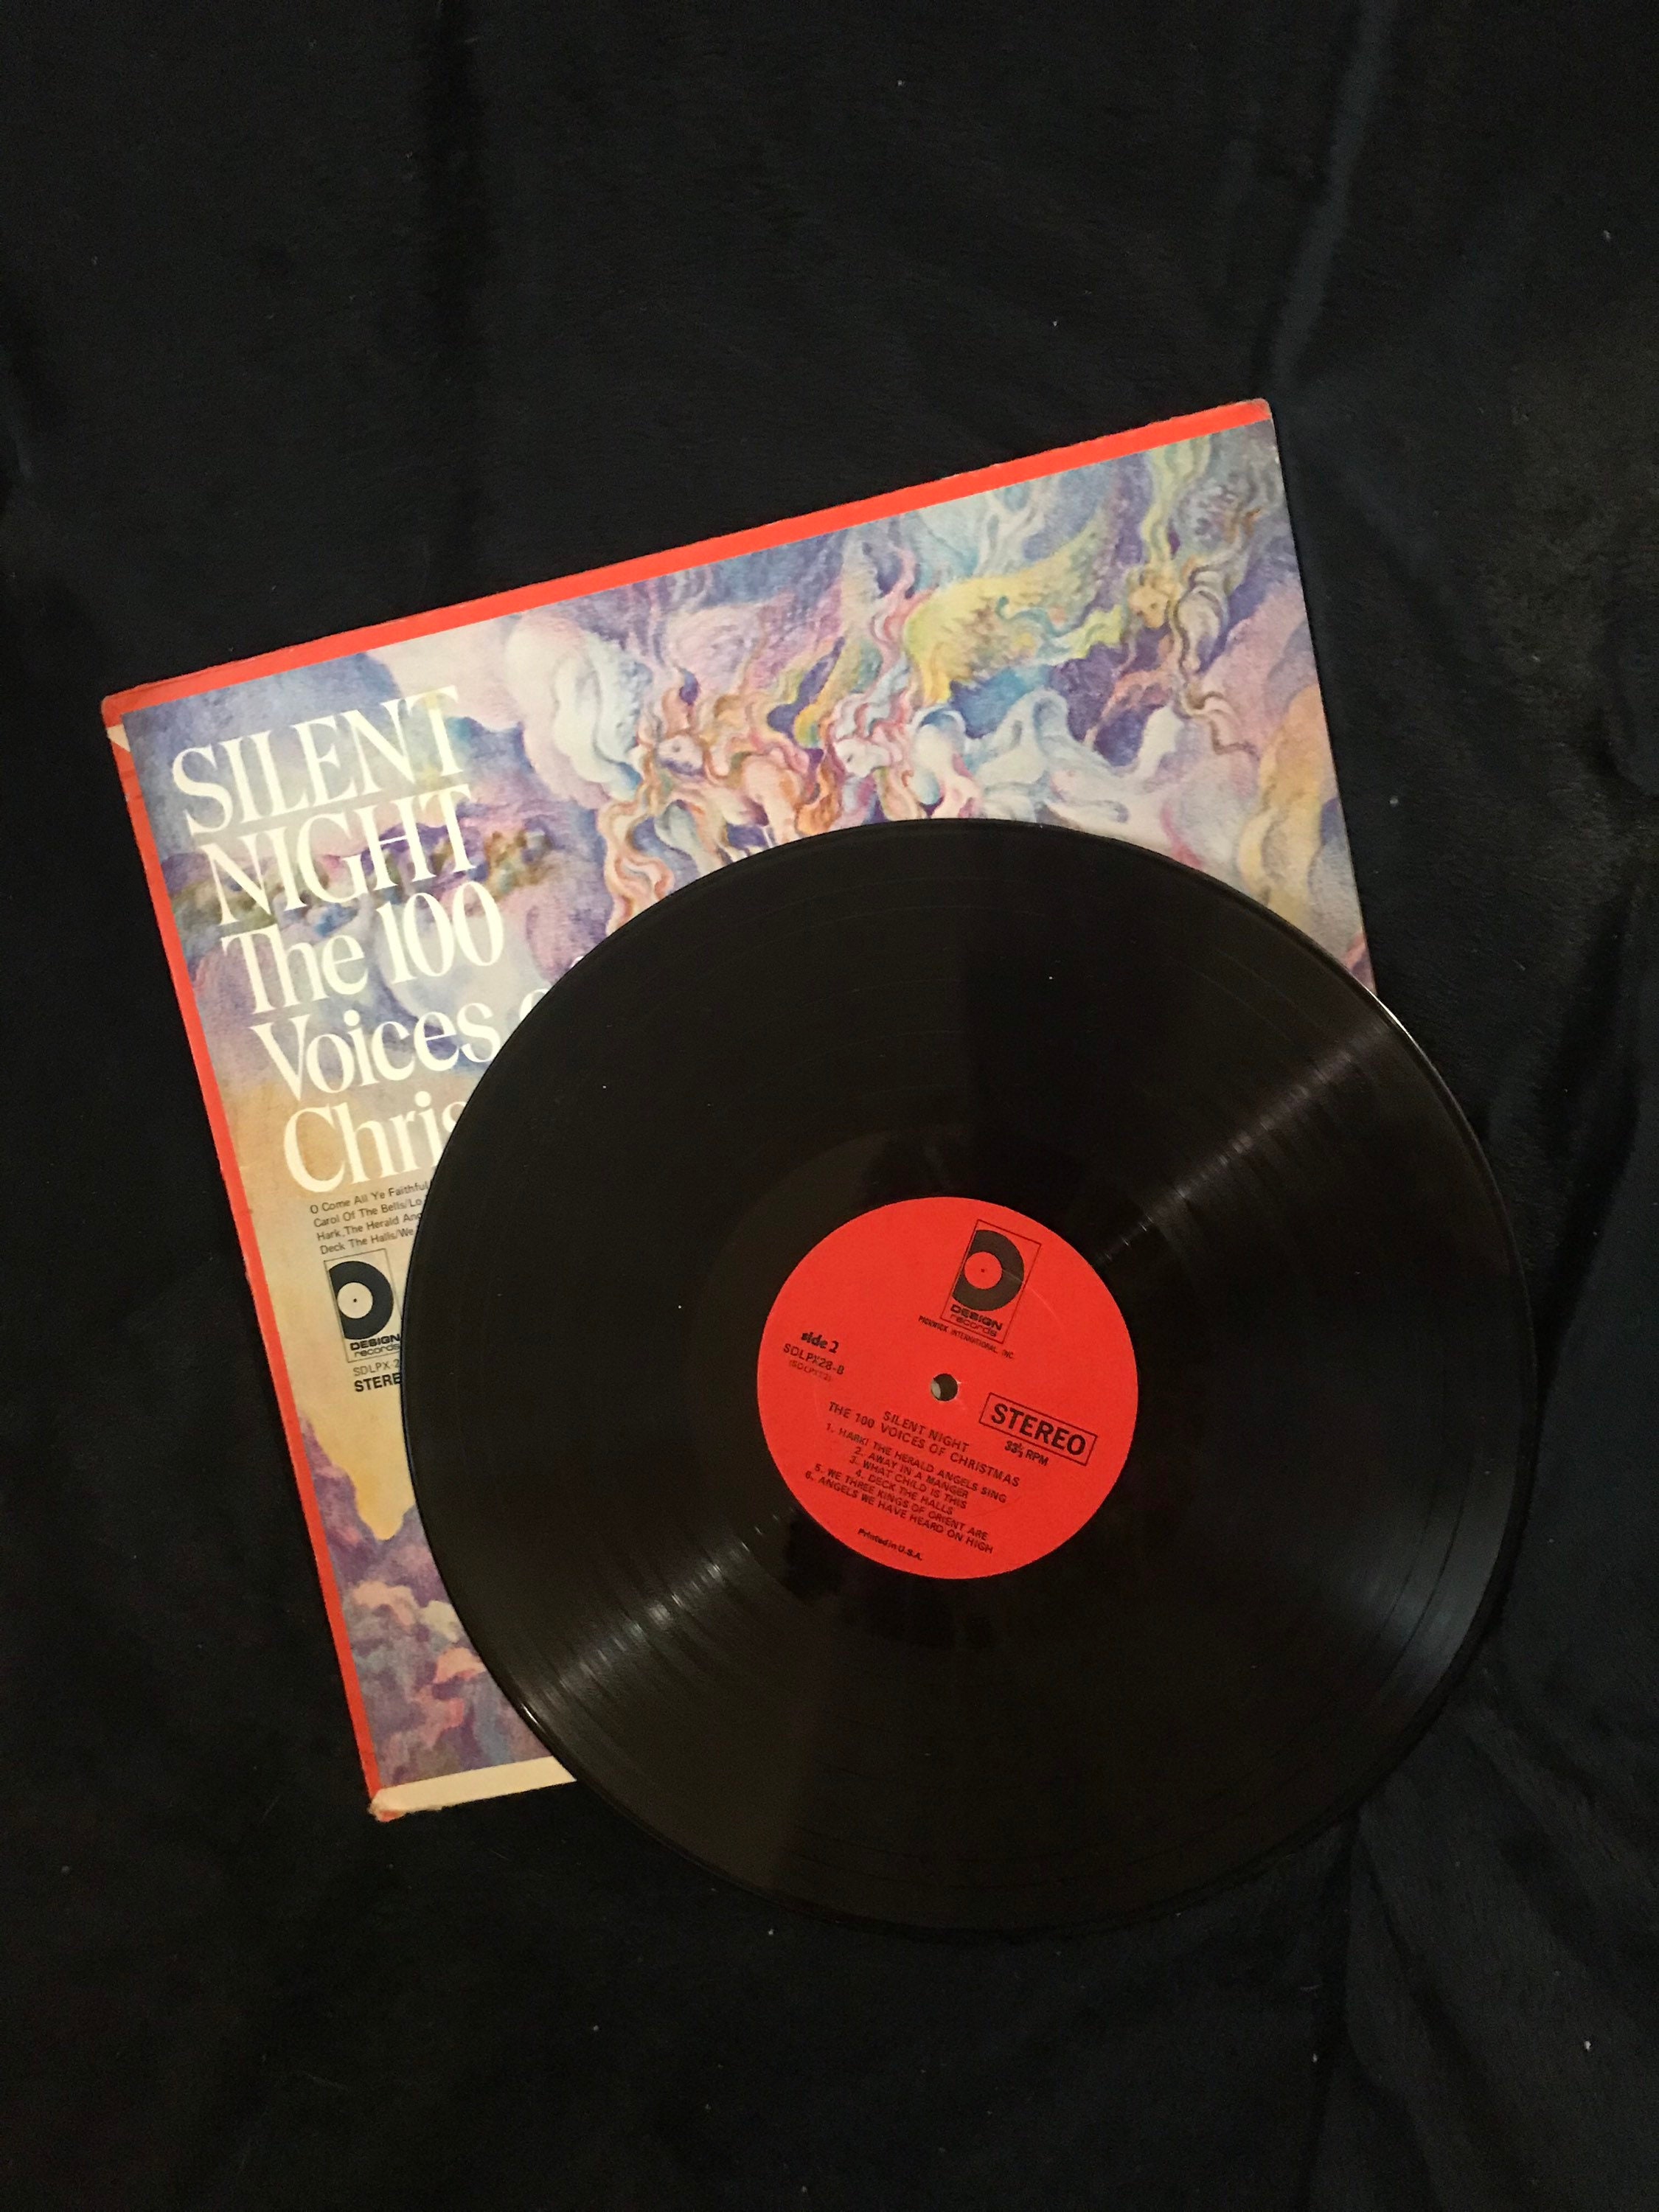 SILENT
NIGHT
The 100
Voices
Chris
O Come All Ye Faithful
Carol Of The Bells/Lo
Hark, The Herald Ang
Deck The Halls/We
DESIGN
records
SDLPX-2
STERE
DESIGN
records
PICKWICK INTERNATIONAL, INC.
side 2
SDLPX28-B
STEREO
33⅓ RPM
SILENT NIGHT
THE 100 VOICES OF CHRISTMAS
1. HARK! THE HERALD ANGELS SING
2. AWAY IN A MANGER
3. WHAT CHILD IS THIS
4. DECK THE HALLS
5. WE THREE KINGS OF ORIENT ARE
6. ANGELS WE HAVE HEARD ON HIGH
Printed in U.S.A.